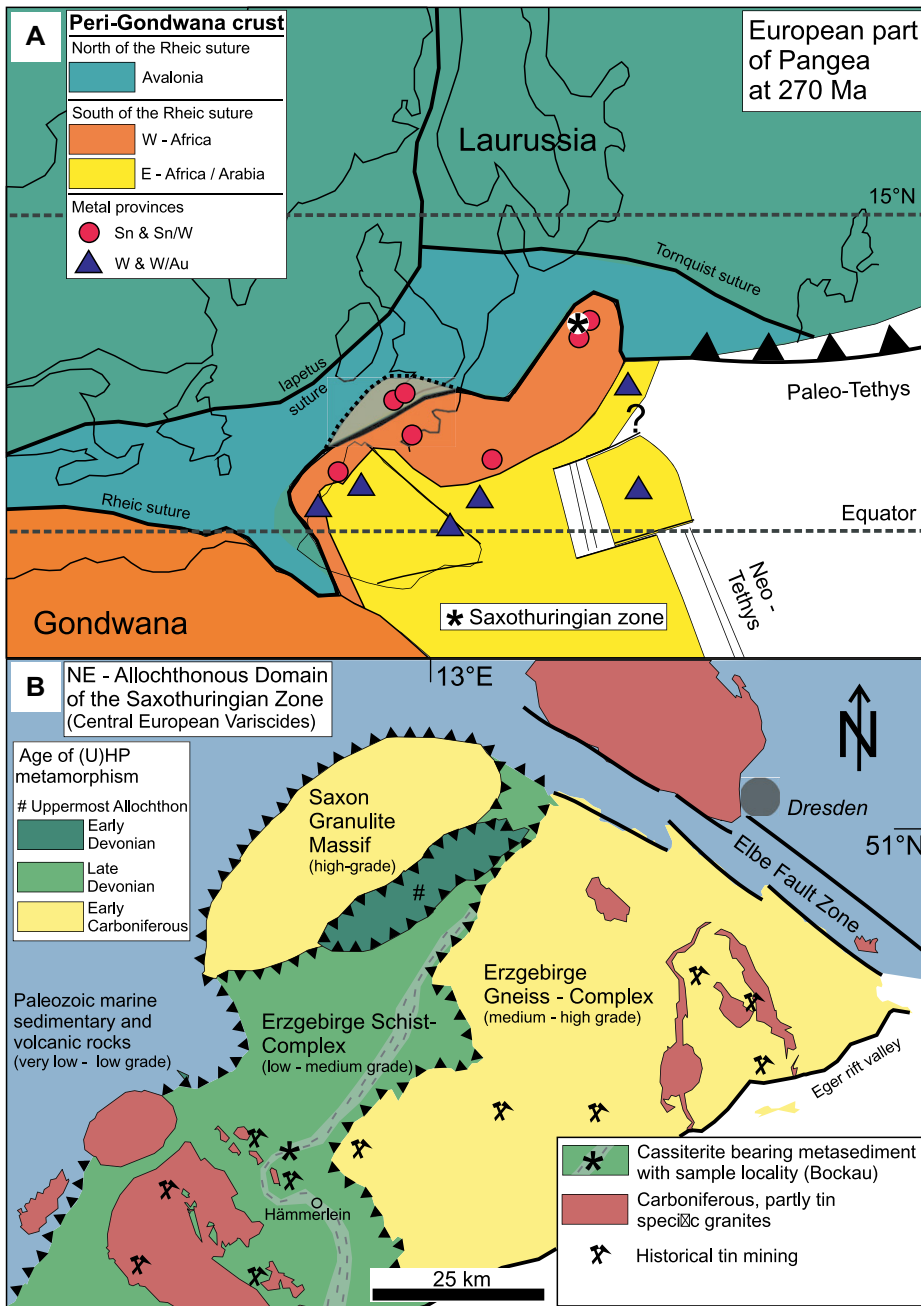 A
Peri-Gondwana crust
North of the Rheic suture
Avalonia
South of the Rheic suture
W - Africa
E - Africa / Arabia
Metal provinces
Sn & Sn/W
W & W/Au
European part
of Pangea
at 270 Ma
Laurussia
15°N
Tornquist suture
Iapetus
suture
Paleo-Tethys
?
Rheic suture
Equator
Neo -
Tethys
Gondwana
* Saxothuringian zone
B
NE - Allochthonous Domain
of the Saxothuringian Zone
(Central European Variscides)
13°E
N
Age of (U)HP
metamorphism
# Uppermost Allochthon
Early
Devonian
Late
Devonian
Early
Carboniferous
Saxon
Granulite
Massif
(high-grade)
#
Dresden
51°N
Elbe Fault Zone
Erzgebirge
Gneiss - Complex
(medium - high grade)
Paleozoic marine
sedimentary and
volcanic rocks
(very low - low grade)
Erzgebirge Schist-
Complex
(low - medium grade)
Eger rift valley
Hämmerlein
25 km
* Cassiterite bearing metasediment
with sample locality (Bockau)
Carboniferous, partly tin
speci☒c granites
Historical tin mining